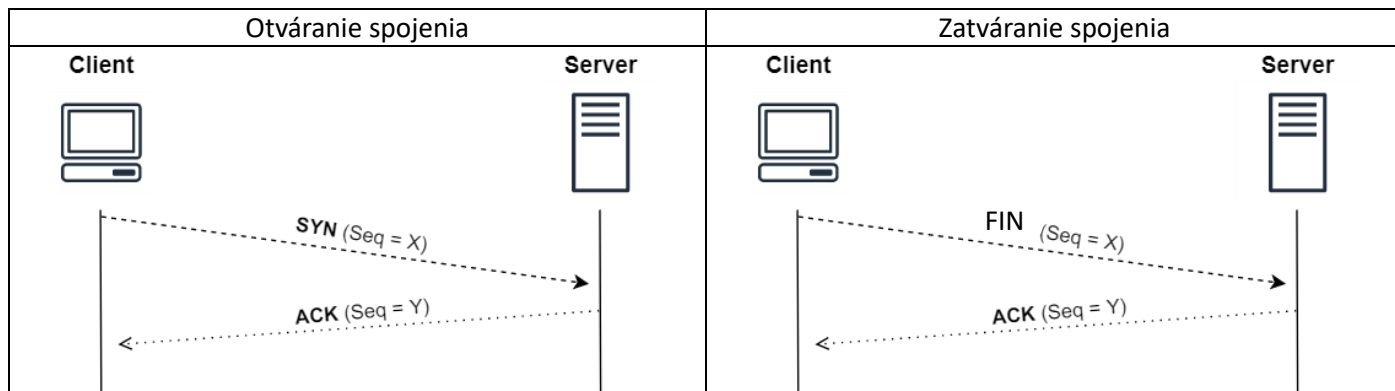 Otváranie spojenia
Zatváranie spojenia
Client
Server
Client
Server
SYN (Seq = X)
FIN (Seq = X)
ACK (Seq = Y)
ACK (Seq = Y)